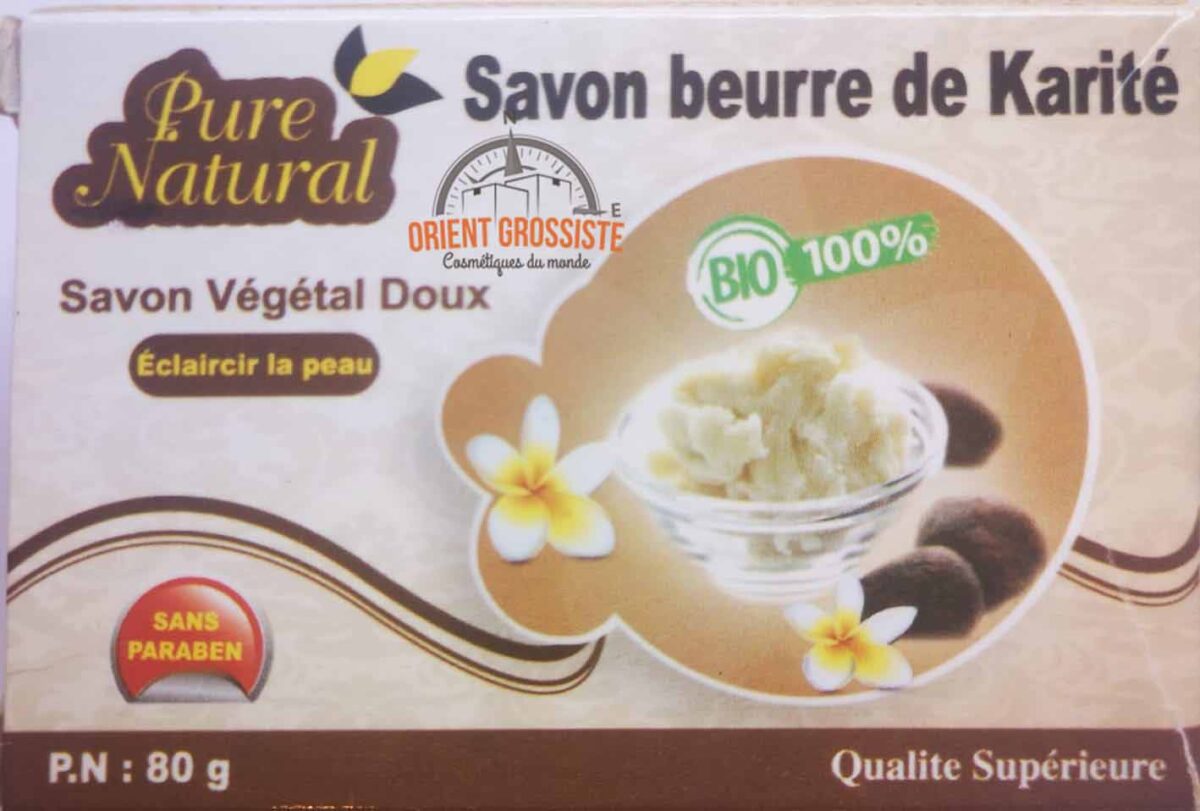 Pure
Natural
Savon beurre de Karité
N
E
ORIENT GROSSISTE
Cosmétiques du monde
BIO 100%
Savon Végétal Doux
Éclaircir la peau
SANS
PARABEN
P.N : 80 g
Qualite Supérieure